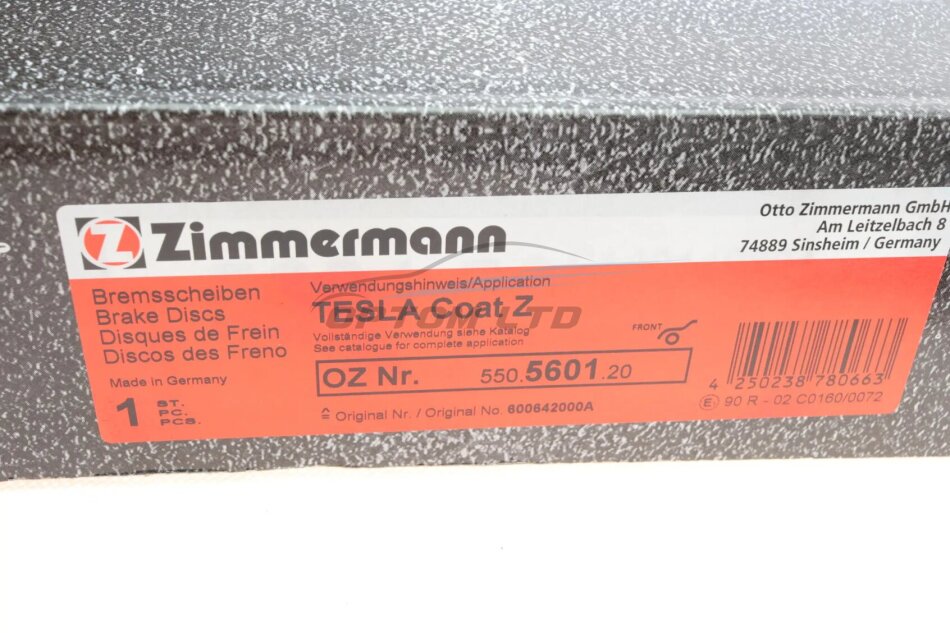 Zimmermann
Otto Zimmermann GmbH
Am Leitzelbach 8
74889 Sinsheim / Germany
Bremsscheiben
Brake Discs
Disques de Frein
Discos des Freno
Made in Germany
1 ST.
PC.
PCS.
Verwendungshinweis/Application
TESLA Coat Z
OPTOM LTD
Vollständige Verwendung siehe Katalog
See catalogue for complete application
FRONT
OZ Nr. 550.5601.20
≙ Original Nr. / Original No. 600642000A
4 250238 780663
E1 90 R - 02 C0160/0072